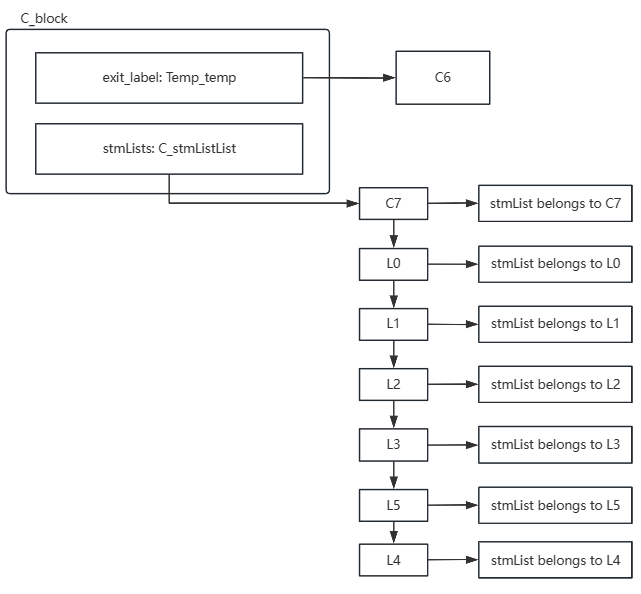 C_block
exit_label: Temp_temp
C6
stmLists: C_stmListList
C7
stmList belongs to C7
L0
stmList belongs to L0
L1
stmList belongs to L1
L2
stmList belongs to L2
L3
stmList belongs to L3
L5
stmList belongs to L5
L4
stmList belongs to L4